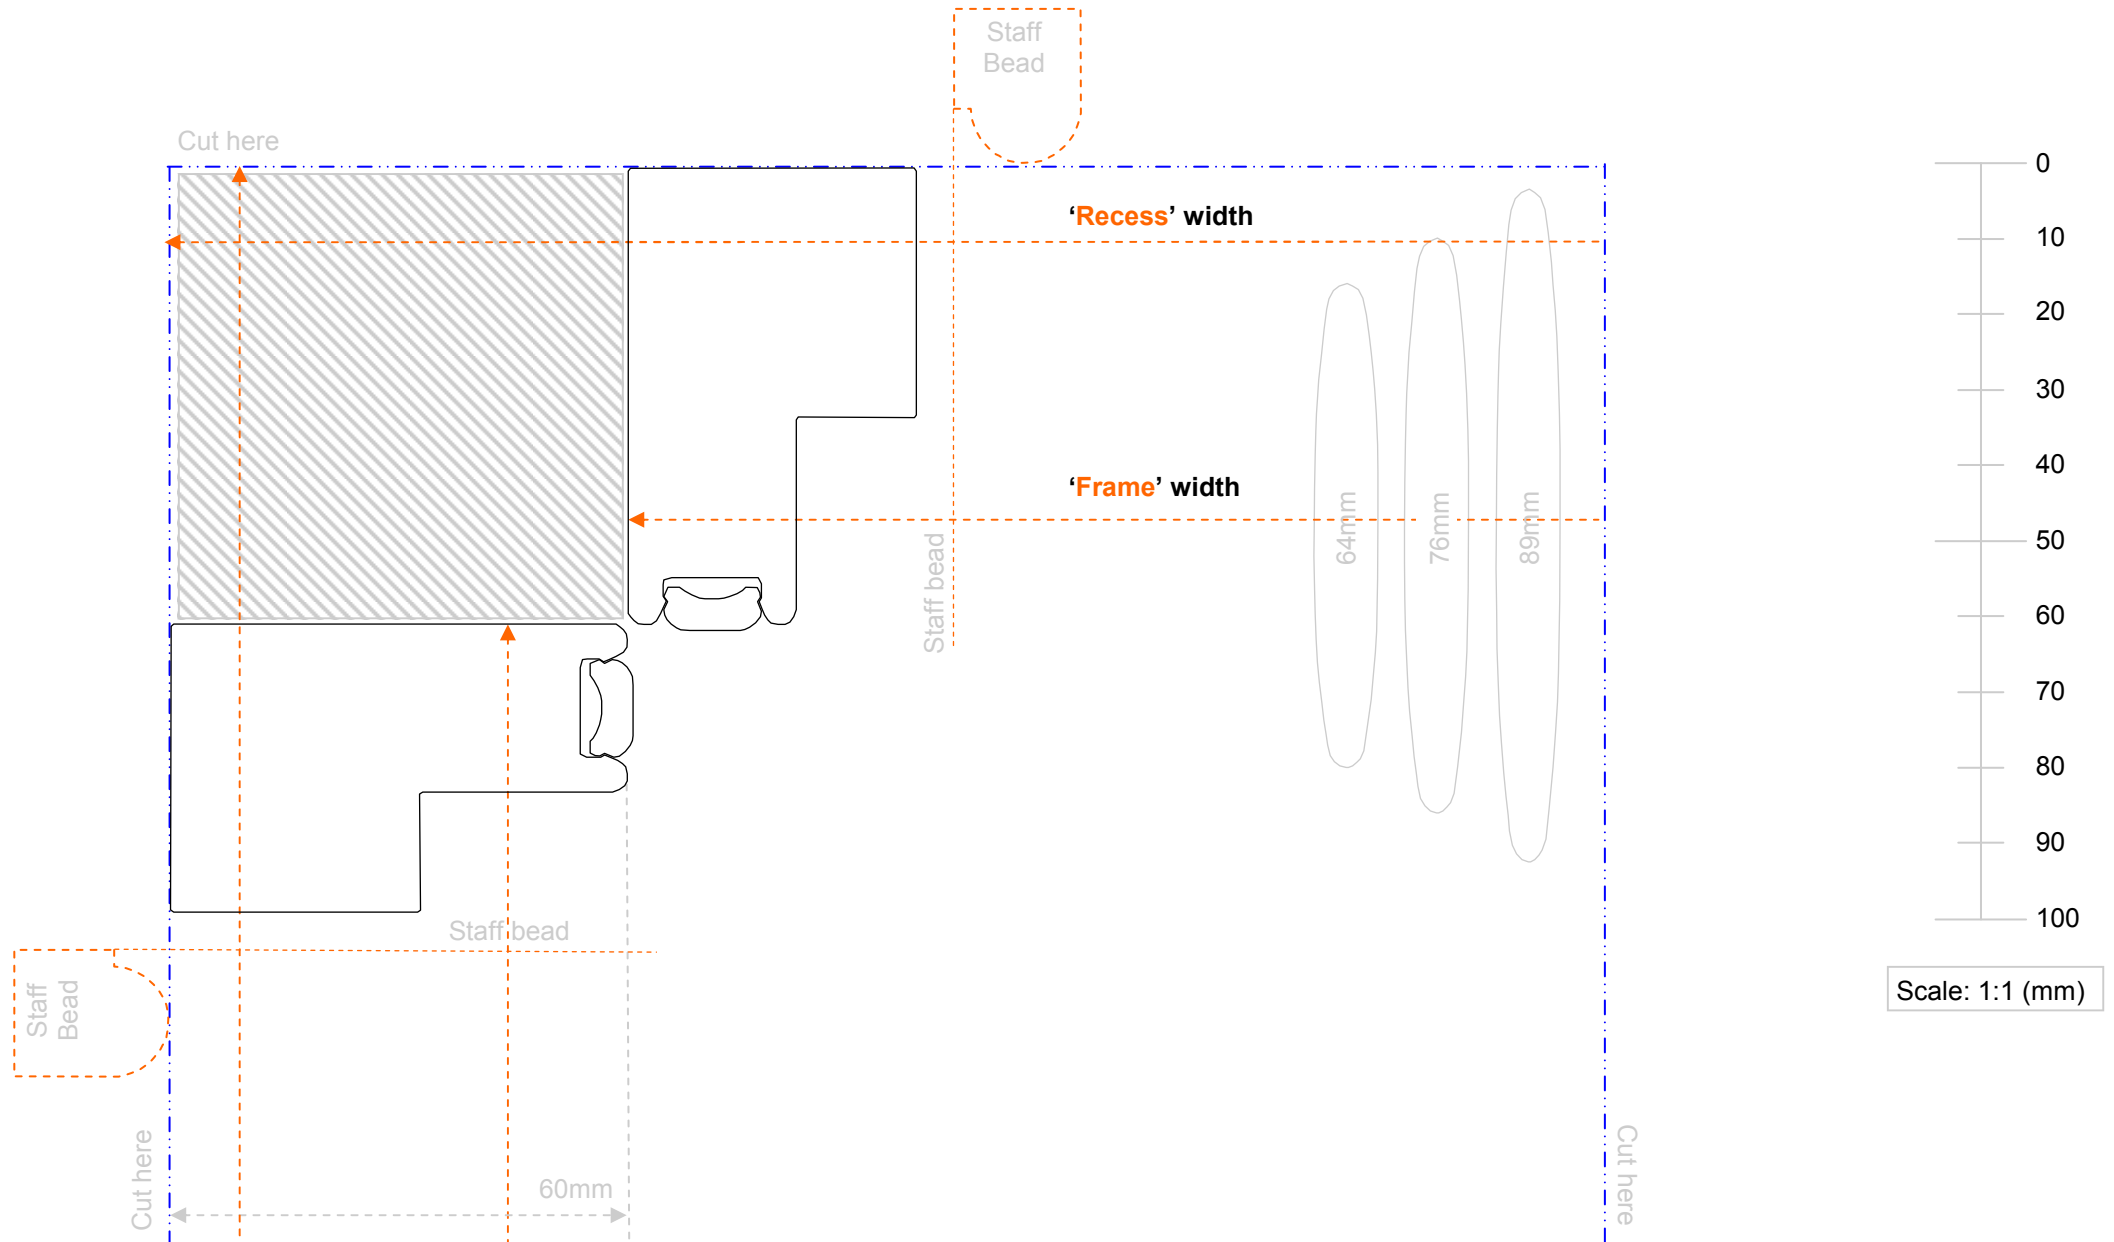 Staff
Bead
Cut here
‘Recess’ width
‘Frame’ width
64mm
76mm
89mm
Staff bead
Staff bead
Staff
Bead
Cut here
60mm
Cut here
0
10
20
30
40
50
60
70
80
90
100
Scale: 1:1 (mm)